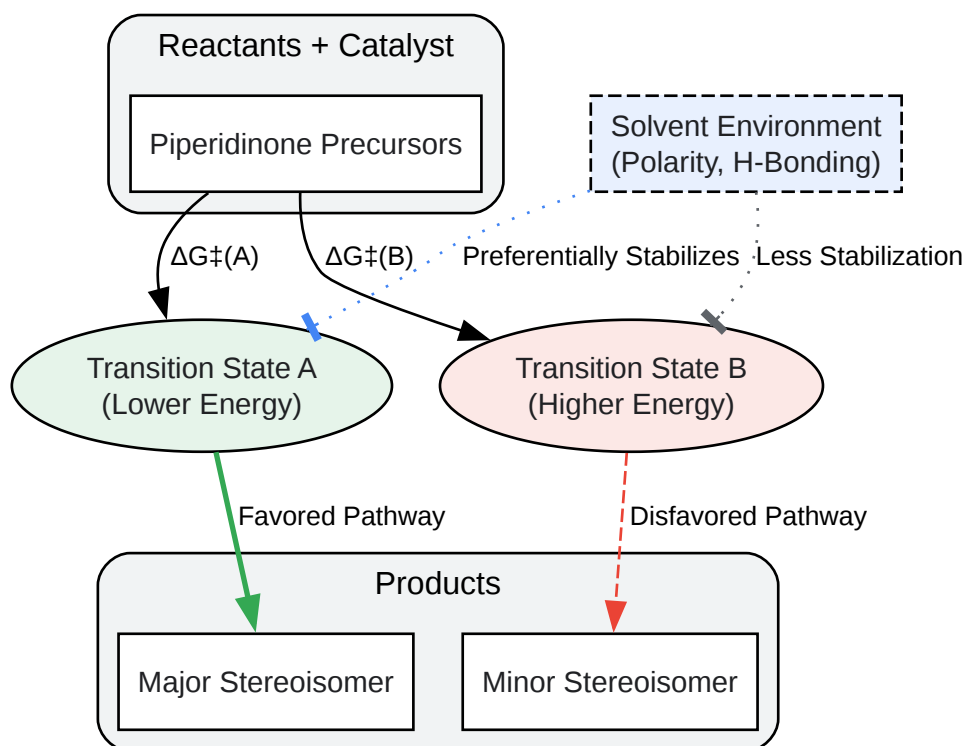 Reactants + Catalyst
Piperidinone Precursors
Solvent Environment
(Polarity, H-Bonding)
ΔG‡(A)
ΔG‡(B)
Preferentially Stabilizes
Less Stabilization
Transition State A
(Lower Energy)
Transition State B
(Higher Energy)
Favored Pathway
Disfavored Pathway
Products
Major Stereoisomer
Minor Stereoisomer